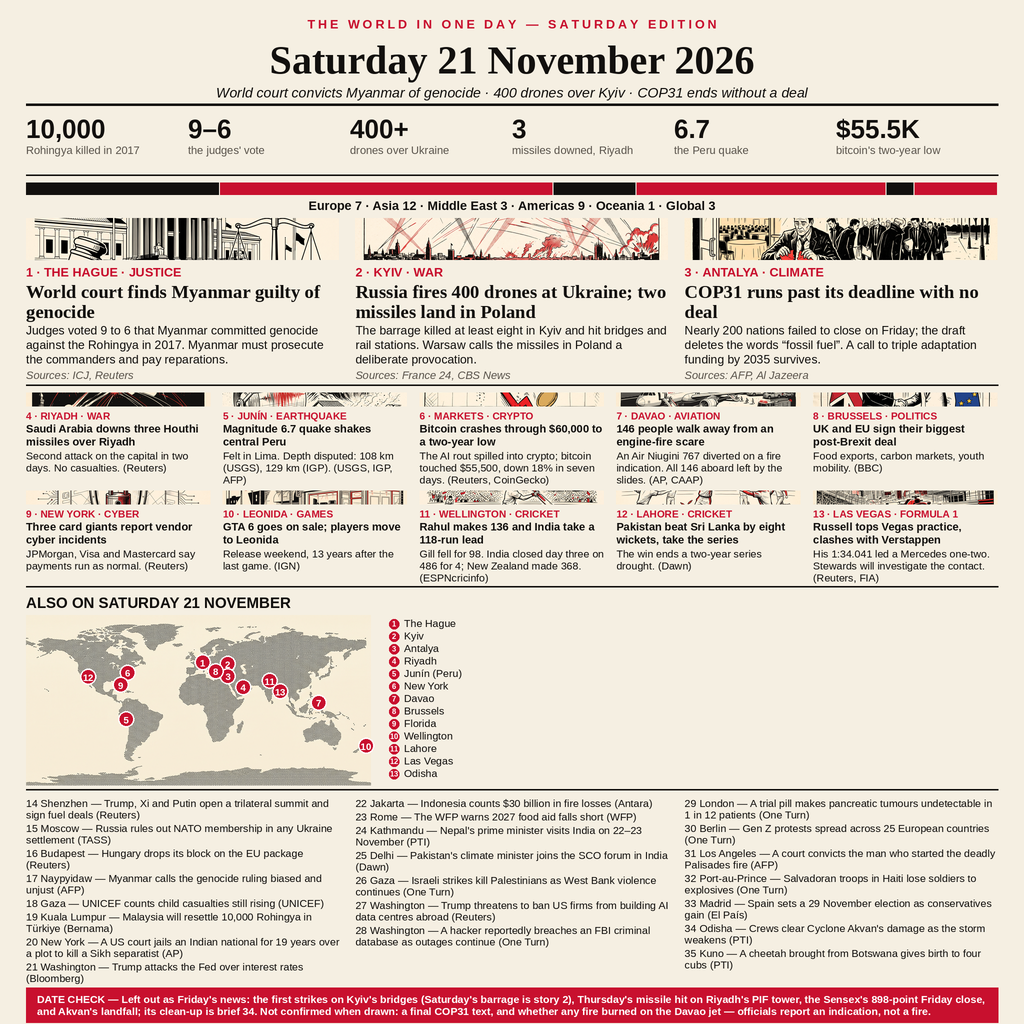 THE WORLD IN ONE DAY — SATURDAY EDITION
Saturday 21 November 2026
World court convicts Myanmar of genocide · 400 drones over Kyiv · COP31 ends without a deal
10,000
Rohingya killed in 2017
9–6
the judges' vote
400+
drones over Ukraine
3
missiles downed, Riyadh
6.7
the Peru quake
$55.5K
bitcoin's two-year low
Europe 7 · Asia 12 · Middle East 3 · Americas 9 · Oceania 1 · Global 3
1 · THE HAGUE · JUSTICE
World court finds Myanmar guilty of
genocide
Judges voted 9 to 6 that Myanmar committed genocide
against the Rohingya in 2017. Myanmar must prosecute
the commanders and pay reparations.
Sources: ICJ, Reuters
2 · KYIV · WAR
Russia fires 400 drones at Ukraine; two
missiles land in Poland
The barrage killed at least eight in Kyiv and hit bridges and
rail stations. Warsaw calls the missiles in Poland a
deliberate provocation.
Sources: France 24, CBS News
3 · ANTALYA · CLIMATE
COP31 runs past its deadline with no
deal
Nearly 200 nations failed to close on Friday; the draft
deletes the words “fossil fuel”. A call to triple adaptation
funding by 2035 survives.
Sources: AFP, Al Jazeera
4 · RIYADH · WAR
Saudi Arabia downs three Houthi
missiles over Riyadh
Second attack on the capital in two
days. No casualties. (Reuters)
5 · JUNÍN · EARTHQUAKE
Magnitude 6.7 quake shakes
central Peru
Felt in Lima. Depth disputed: 108 km
(USGS), 129 km (IGP). (USGS, IGP,
AFP)
6 · MARKETS · CRYPTO
Bitcoin crashes through $60,000 to
a two-year low
The AI rout spilled into crypto; bitcoin
touched $55,500, down 18% in seven
days. (Reuters, CoinGecko)
7 · DAVAO · AVIATION
146 people walk away from an
engine-fire scare
An Air Niugini 767 diverted on a fire
indication. All 146 aboard left by the
slides. (AP, CAAP)
8 · BRUSSELS · POLITICS
UK and EU sign their biggest
post-Brexit deal
Food exports, carbon markets, youth
mobility. (BBC)
9 · NEW YORK · CYBER
Three card giants report vendor
cyber incidents
JPMorgan, Visa and Mastercard say
payments run as normal. (Reuters)
10 · LEONIDA · GAMES
GTA 6 goes on sale; players move
to Leonida
Release weekend, 13 years after the
last game. (IGN)
11 · WELLINGTON · CRICKET
Rahul makes 136 and India take a
118-run lead
Gill fell for 98. India closed day three on
486 for 4; New Zealand made 368.
(ESPNcricinfo)
12 · LAHORE · CRICKET
Pakistan beat Sri Lanka by eight
wickets, take the series
The win ends a two-year series
drought. (Dawn)
13 · LAS VEGAS · FORMULA 1
Russell tops Vegas practice,
clashes with Verstappen
His 1:34.041 led a Mercedes one-two.
Stewards will investigate the contact.
(Reuters, FIA)
ALSO ON SATURDAY 21 NOVEMBER
1
2
3
4
5
6
7
8
9
10
11
12
13
1 The Hague
2 Kyiv
3 Antalya
4 Riyadh
5 Junín (Peru)
6 New York
7 Davao
8 Brussels
9 Florida
10 Wellington
11 Lahore
12 Las Vegas
13 Odisha
14 Shenzhen — Trump, Xi and Putin open a trilateral summit and
sign fuel deals (Reuters)
15 Moscow — Russia rules out NATO membership in any Ukraine
settlement (TASS)
16 Budapest — Hungary drops its block on the EU package
(Reuters)
17 Naypyidaw — Myanmar calls the genocide ruling biased and
unjust (AFP)
18 Gaza — UNICEF counts child casualties still rising (UNICEF)
19 Kuala Lumpur — Malaysia will resettle 10,000 Rohingya in
Türkiye (Bernama)
20 New York — A US court jails an Indian national for 19 years over
a plot to kill a Sikh separatist (AP)
21 Washington — Trump attacks the Fed over interest rates
(Bloomberg)
22 Jakarta — Indonesia counts $30 billion in fire losses (Antara)
23 Rome — The WFP warns 2027 food aid falls short (WFP)
24 Kathmandu — Nepal's prime minister visits India on 22–23
November (PTI)
25 Delhi — Pakistan's climate minister joins the SCO forum in India
(Dawn)
26 Gaza — Israeli strikes kill Palestinians as West Bank violence
continues (One Turn)
27 Washington — Trump threatens to ban US firms from building AI
data centres abroad (Reuters)
28 Washington — A hacker reportedly breaches an FBI criminal
database as outages continue (One Turn)
29 London — A trial pill makes pancreatic tumours undetectable in
1 in 12 patients (One Turn)
30 Berlin — Gen Z protests spread across 25 European countries
(One Turn)
31 Los Angeles — A court convicts the man who started the deadly
Palisades fire (AFP)
32 Port-au-Prince — Salvadoran troops in Haiti lose soldiers to
explosives (One Turn)
33 Madrid — Spain sets a 29 November election as conservatives
gain (El País)
34 Odisha — Crews clear Cyclone Akvan's damage as the storm
weakens (PTI)
35 Kuno — A cheetah brought from Botswana gives birth to four
cubs (PTI)
DATE CHECK — Left out as Friday's news: the first strikes on Kyiv's bridges (Saturday's barrage is story 2), Thursday's missile hit on Riyadh's PIF tower, the Sensex's 898-point Friday close,
and Akvan's landfall; its clean-up is brief 34. Not confirmed when drawn: a final COP31 text, and whether any fire burned on the Davao jet — officials report an indication, not a fire.